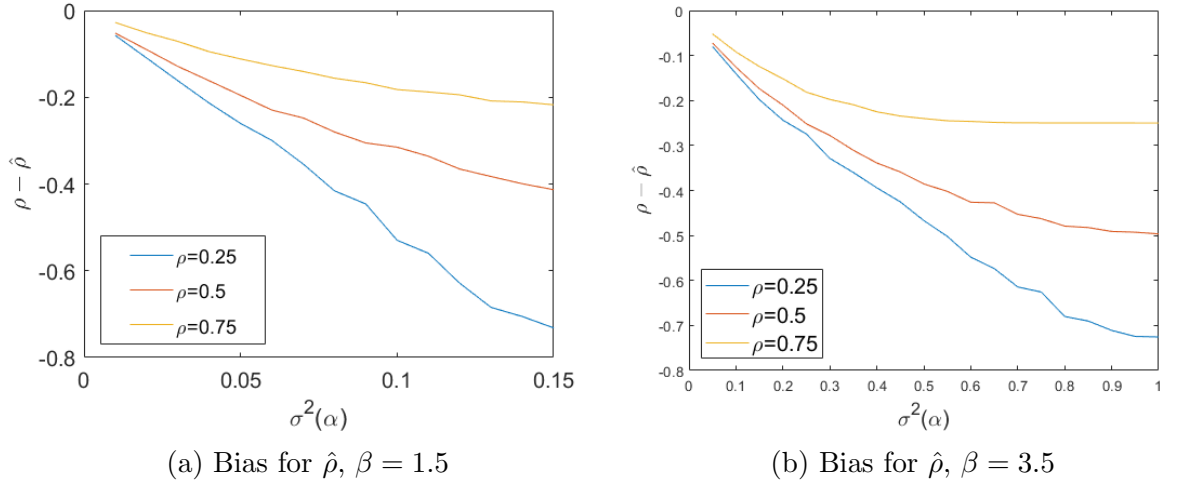 0
-0.2
-0.4
-0.6
-0.8
ρ − ρ̂
ρ=0.25
ρ=0.5
ρ=0.75
0 0.05 0.1 0.15
σ²(α)
(a) Bias for ρ̂, β = 1.5
0
-0.1
-0.2
-0.3
-0.4
-0.5
-0.6
-0.7
-0.8
ρ − ρ̂
ρ=0.25
ρ=0.5
ρ=0.75
0 0.1 0.2 0.3 0.4 0.5 0.6 0.7 0.8 0.9 1
σ²(α)
(b) Bias for ρ̂, β = 3.5